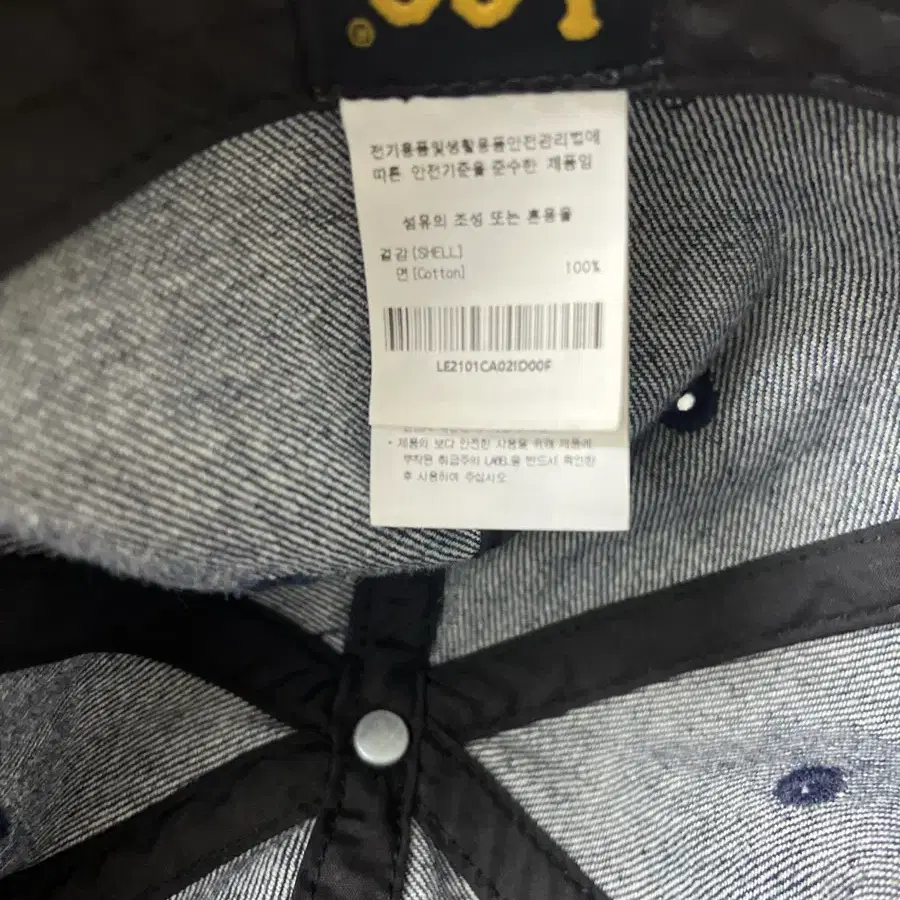 Lee
®
전기용품및생활용품안전관리법에
따른 안전기준을 준수한 제품임
섬유의 조성 또는 혼용율
겉감 [SHELL]
면 [Cotton] 100%
LE2101CA02ID00F
* 제품의 보다 안전한 사용을 위해 제품에
부착된 취급주의 LABEL을 반드시 확인한
후 사용하여 주십시오